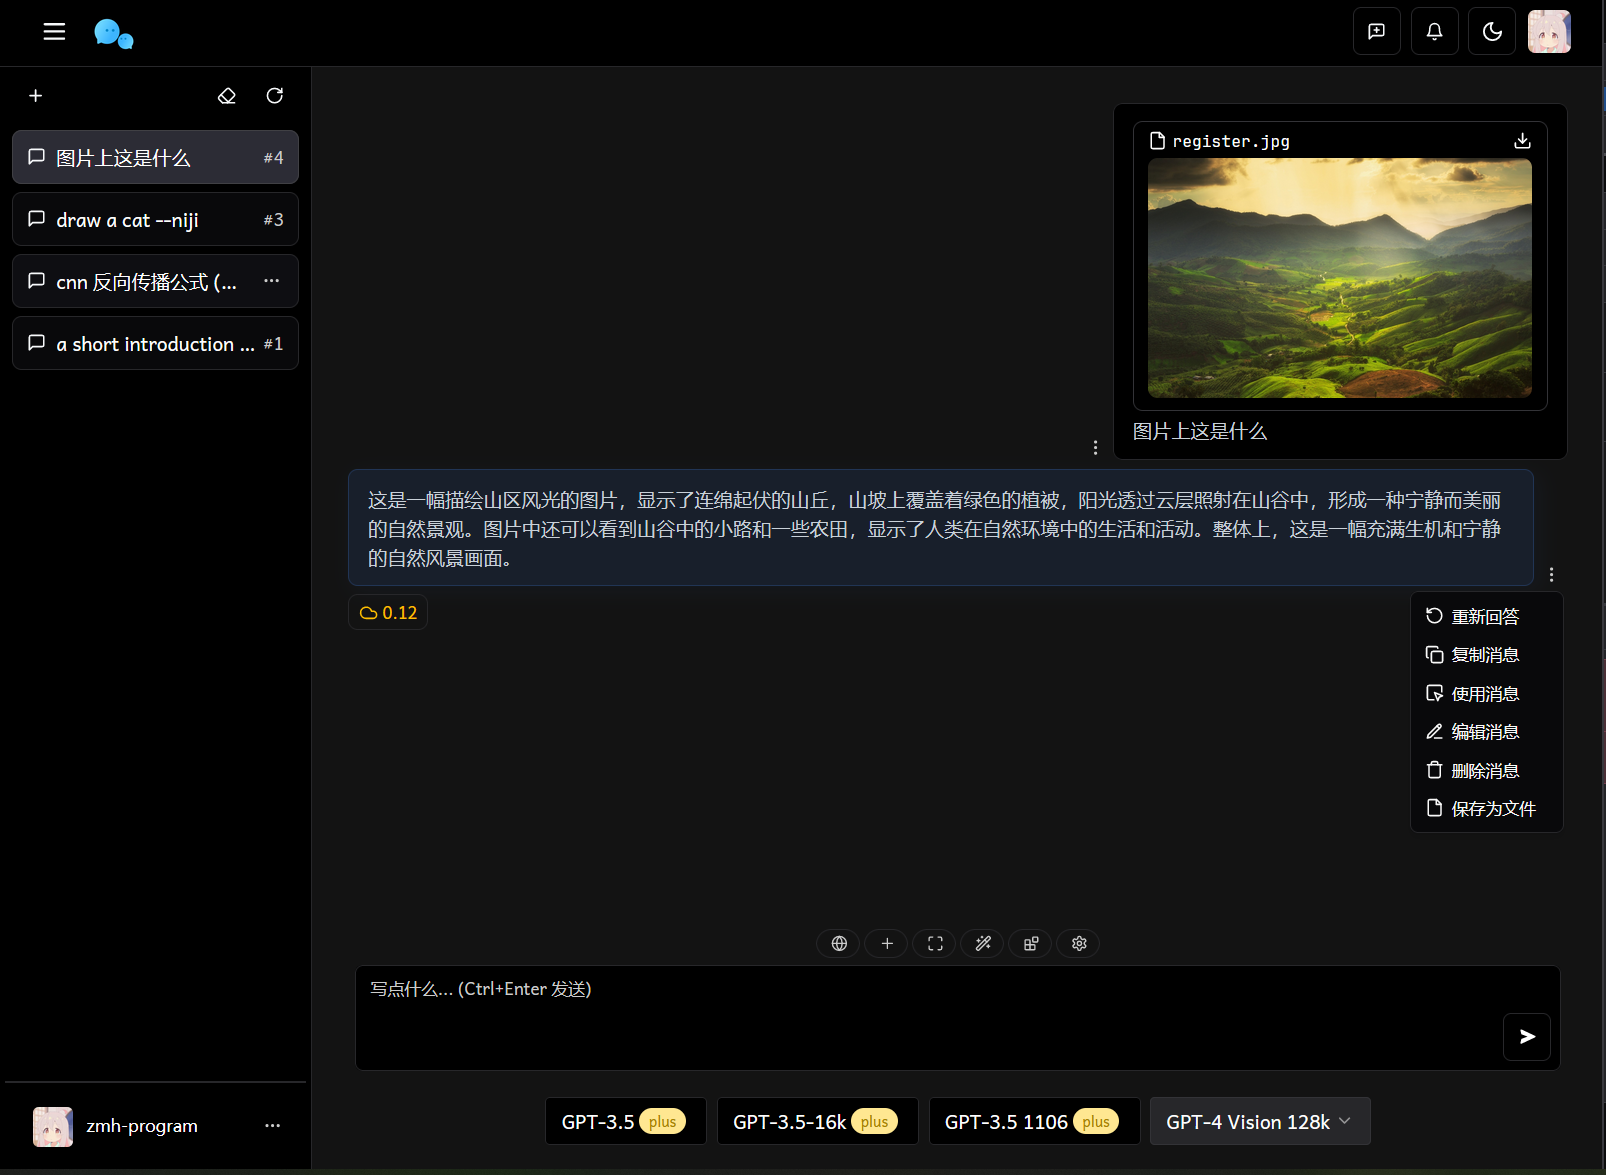 图片上这是什么 #4
draw a cat --niji #3
cnn 反向传播公式 (... ...
a short introduction ... #1
register.jpg
图片上这是什么
这是一幅描绘山区风光的图片，显示了连绵起伏的山丘，山坡上覆盖着绿色的植被，阳光透过云层照射在山谷中，形成一种宁静而美丽
的自然景观。图片中还可以看到山谷中的小路和一些农田，显示了人类在自然环境中的生活和活动。整体上，这是一幅充满生机和宁静
的自然风景画面。
0.12
重新回答
复制消息
使用消息
编辑消息
删除消息
保存为文件
写点什么... (Ctrl+Enter 发送)
GPT-3.5 plus
GPT-3.5-16k plus
GPT-3.5 1106 plus
GPT-4 Vision 128k
zmh-program